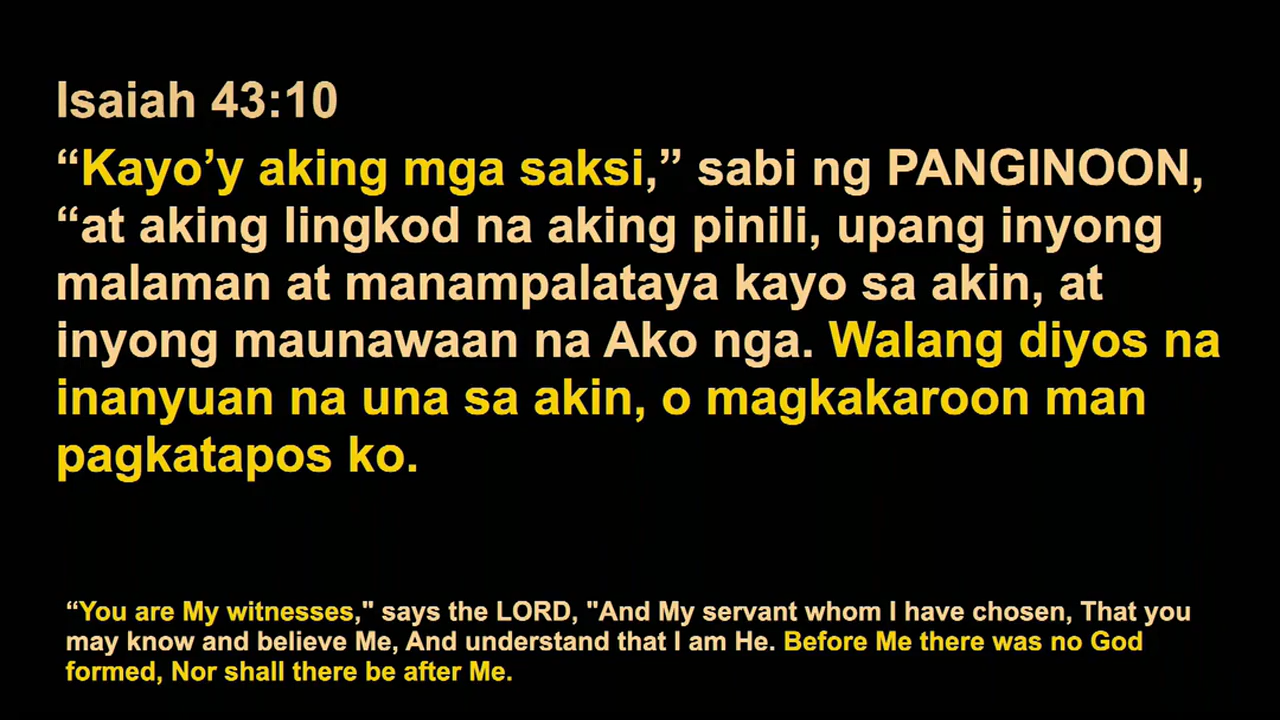 Isaiah 43:10
“Kayo’y aking mga saksi,” sabi ng PANGINOON,
“at aking lingkod na aking pinili, upang inyong
malaman at manampalataya kayo sa akin, at
inyong maunawaan na Ako nga. Walang diyos na
inanyuan na una sa akin, o magkakaroon man
pagkatapos ko.
“You are My witnesses," says the LORD, "And My servant whom I have chosen, That you
may know and believe Me, And understand that I am He. Before Me there was no God
formed, Nor shall there be after Me.